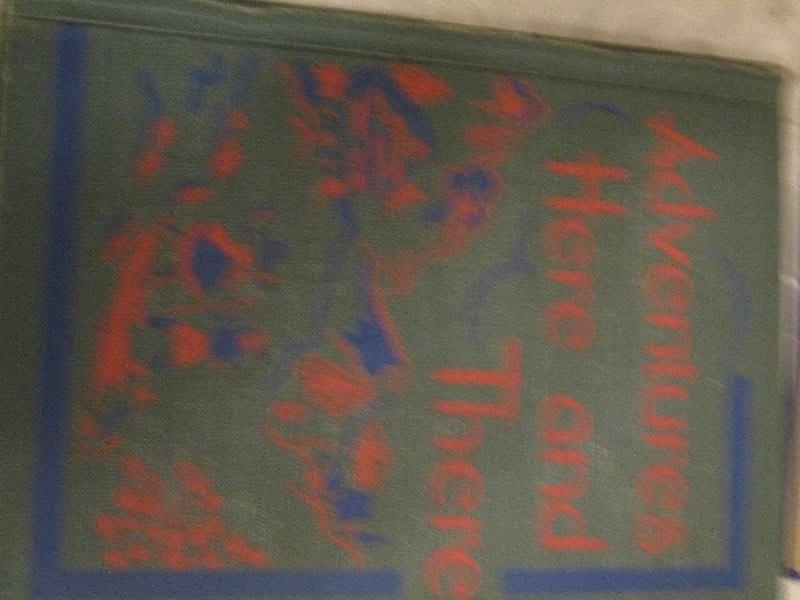 Adventures
Here and
There